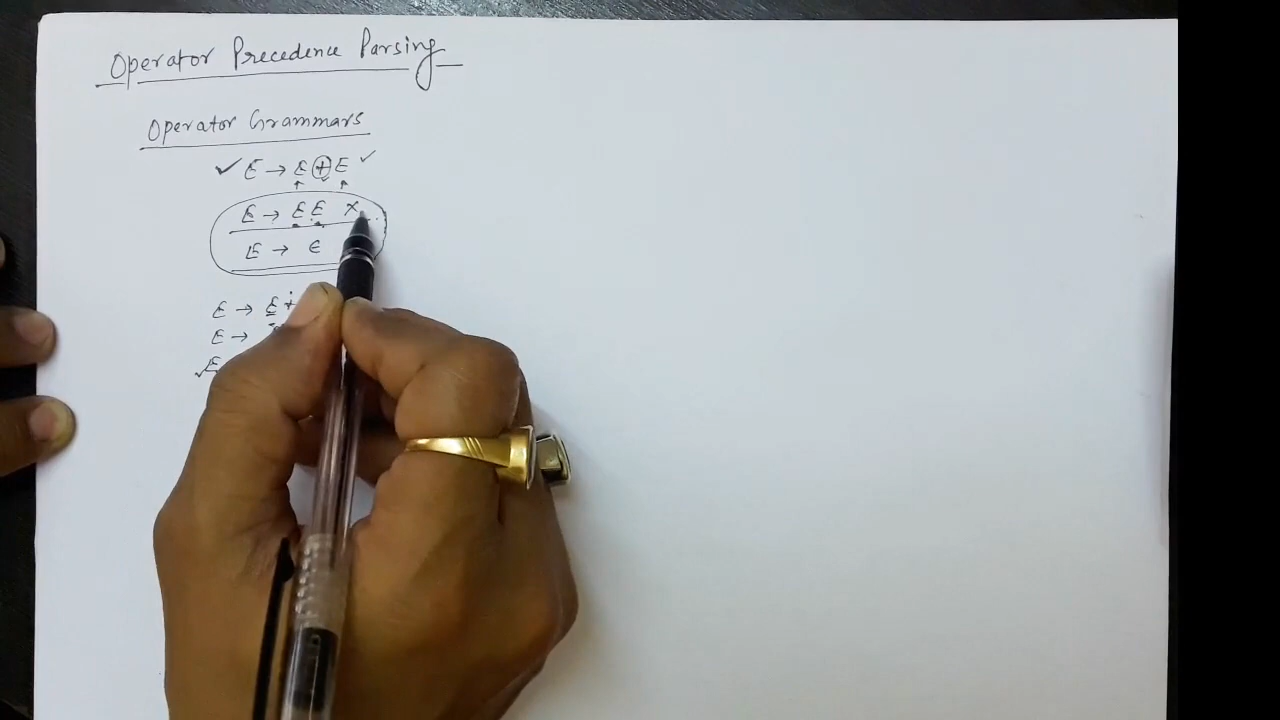 Operator Precedence Parsing
Operator Grammars
✓ E → E + E ✓
E → E E ×
E → ϵ
E → E +
E →
E